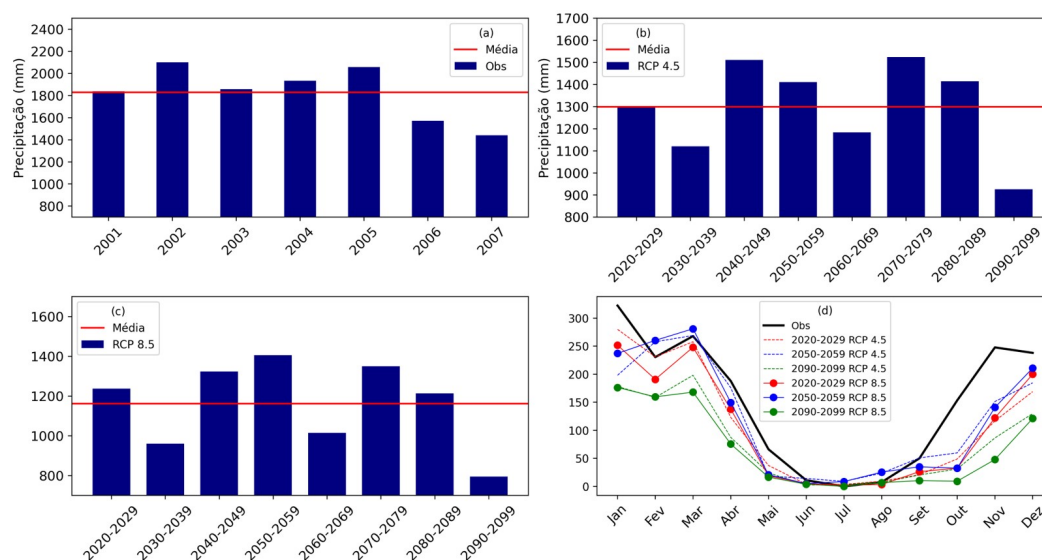 (a)
Média
Obs
Precipitação (mm)
2400
2200
2000
1800
1600
1400
1200
1000
800
2001
2002
2003
2004
2005
2006
2007
(b)
Média
RCP 4.5
Precipitação (mm)
1700
1600
1500
1400
1300
1200
1100
1000
900
800
2020-2029
2030-2039
2040-2049
2050-2059
2060-2069
2070-2079
2080-2089
2090-2099
(c)
Média
RCP 8.5
1600
1400
1200
1000
800
2020-2029
2030-2039
2040-2049
2050-2059
2060-2069
2070-2079
2080-2089
2090-2099
(d)
Obs
2020-2029 RCP 4.5
2050-2059 RCP 4.5
2090-2099 RCP 4.5
2020-2029 RCP 8.5
2050-2059 RCP 8.5
2090-2099 RCP 8.5
300
250
200
150
100
50
0
Jan
Fev
Mar
Abr
Mai
Jun
Jul
Ago
Set
Out
Nov
Dez